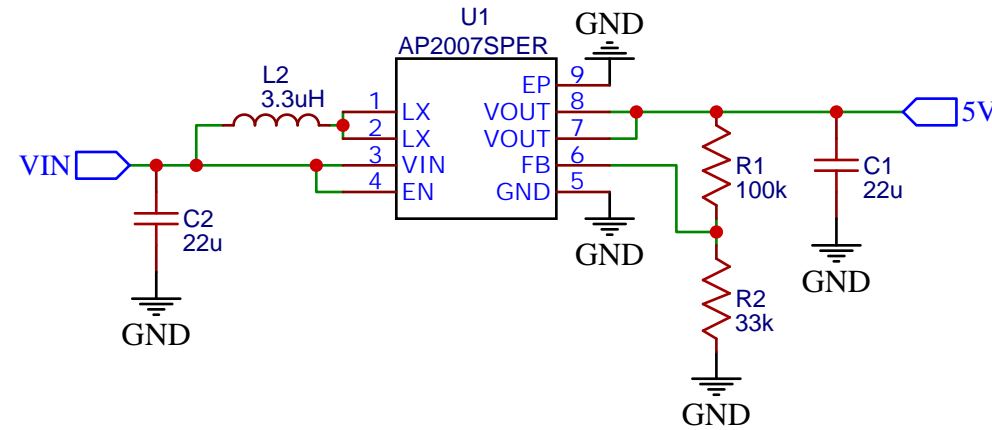 U1
AP2007SPER
GND
L2
3.3uH
1 LX
2 LX
3 VIN
4 EN
EP 9
VOUT 8
VOUT 7
FB 6
GND 5
VIN
5V
C2
22u
GND
GND
R1
100k
C1
22u
GND
R2
33k
GND